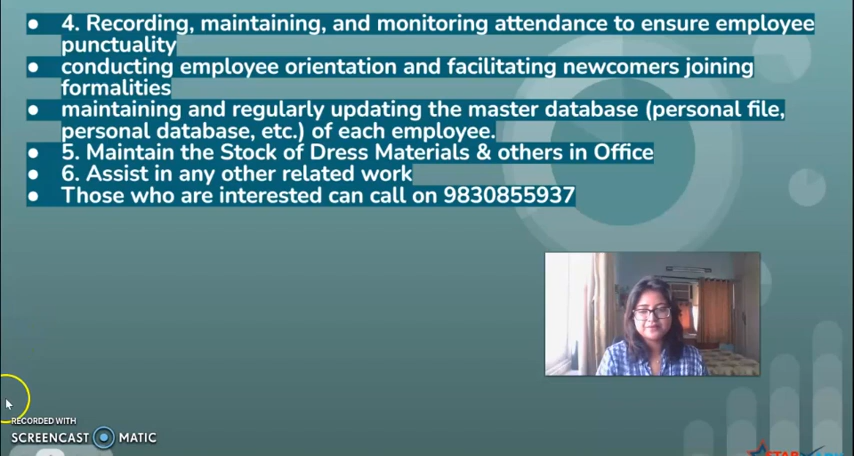 ● 4. Recording, maintaining, and monitoring attendance to ensure employee
punctuality
● conducting employee orientation and facilitating newcomers joining
formalities
● maintaining and regularly updating the master database (personal file,
personal database, etc.) of each employee.
● 5. Maintain the Stock of Dress Materials & others in Office
● 6. Assist in any other related work
● Those who are interested can call on 9830855937
RECORDED WITH
SCREENCAST MATIC